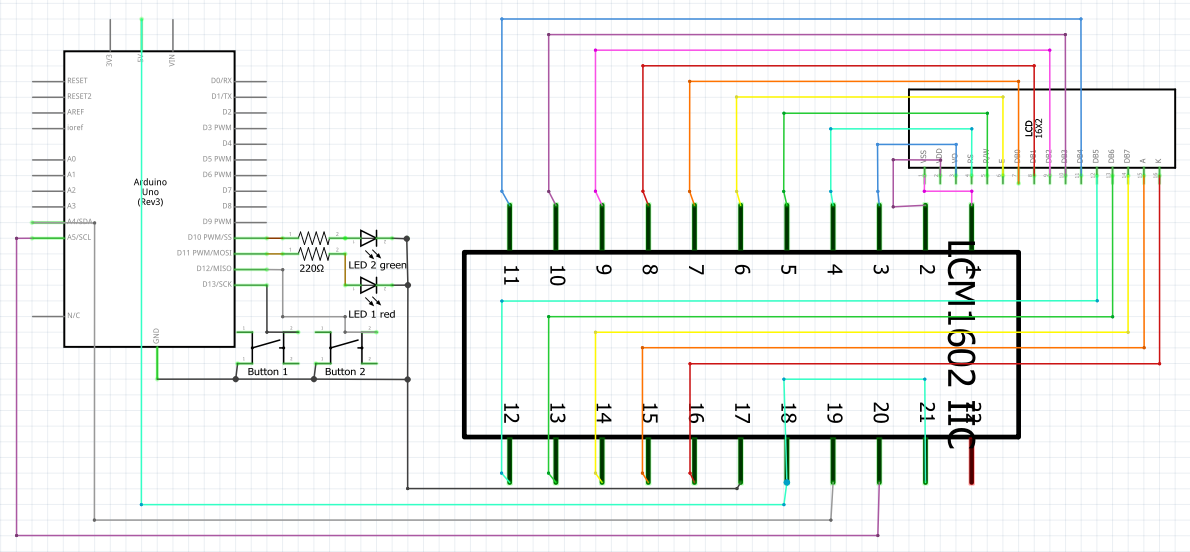 3V3
5V
VIN
RESET
RESET2
AREF
ioref
A0
A1
A2
A3
A4/SDA
A5/SCL
N/C
GND
Arduino
Uno
(Rev3)
D0/RX
D1/TX
D2
D3 PWM
D4
D5 PWM
D6 PWM
D7
D8
D9 PWM
D10 PWM/SS
D11 PWM/MOSI
D12/MISO
D13/SCK
220Ω
LED 2 green
LED 1 red
Button 1
Button 2
LCD
16X2
VSS
VDD
VO
RS
R/W
E
DB0
DB1
DB2
DB3
DB4
DB5
DB6
DB7
A
K
11
10
9
8
7
6
5
4
3
2
1
LCM1602 IIC
12
13
14
15
16
17
18
19
20
21
22